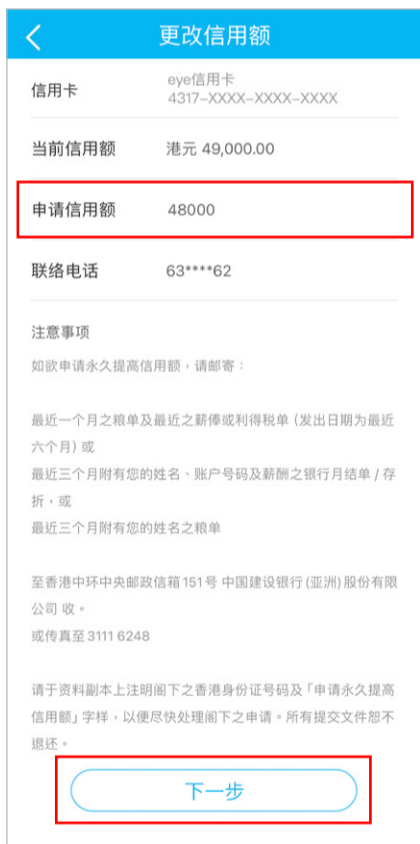 更改信用额
信用卡
eye信用卡
4317-XXXX-XXXX-XXXX
当前信用额 港元 49,000.00
申请信用额 48000
联络电话 63****62
注意事项
如欲申请永久提高信用额，请邮寄：
最近一个月之粮单及最近之薪俸或利得税单 (发出日期为最近
六个月) 或
最近三个月附有您的姓名、账户号码及薪酬之银行月结单 / 存
折，或
最近三个月附有您的姓名之粮单
至香港中环中央邮政信箱151号 中国建设银行 (亚洲) 股份有限
公司 收。
或传真至 3111 6248
请于资料副本上注明阁下之香港身份证号码及「申请永久提高
信用额」字样，以便尽快处理阁下之申请。所有提交文件恕不
退还。
下一步